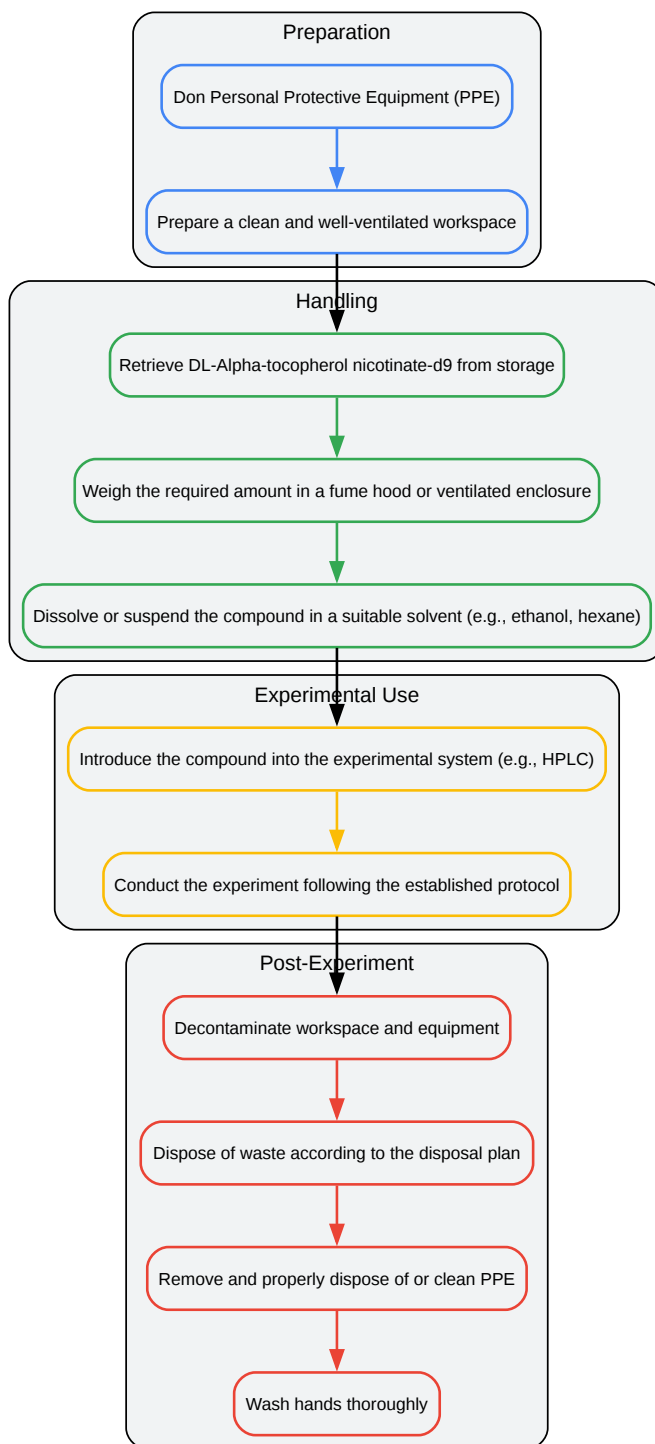 Preparation
Don Personal Protective Equipment (PPE)
Prepare a clean and well-ventilated workspace
Handling
Retrieve DL-Alpha-tocopherol nicotinate-d9 from storage
Weigh the required amount in a fume hood or ventilated enclosure
Dissolve or suspend the compound in a suitable solvent (e.g., ethanol, hexane)
Experimental Use
Introduce the compound into the experimental system (e.g., HPLC)
Conduct the experiment following the established protocol
Post-Experiment
Decontaminate workspace and equipment
Dispose of waste according to the disposal plan
Remove and properly dispose of or clean PPE
Wash hands thoroughly